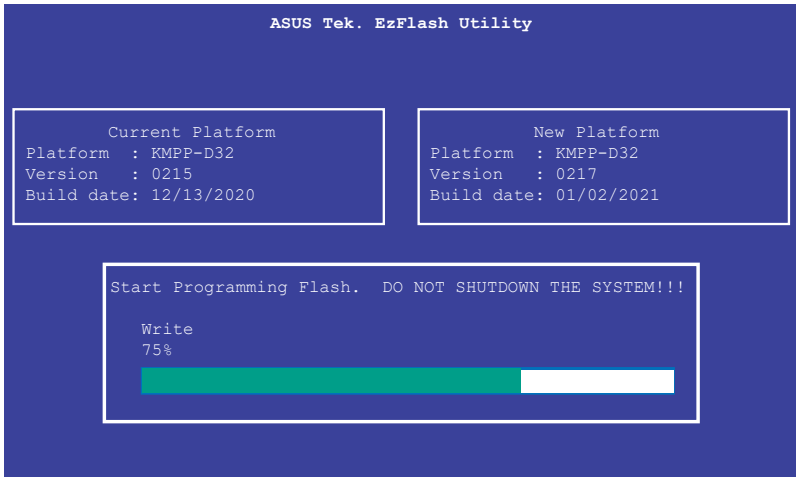 ASUS Tek. EzFlash Utility
Current Platform
Platform : KMPP-D32
Version : 0215
Build date: 12/13/2020
New Platform
Platform : KMPP-D32
Version : 0217
Build date: 01/02/2021
Start Programming Flash. DO NOT SHUTDOWN THE SYSTEM!!!
Write
75%